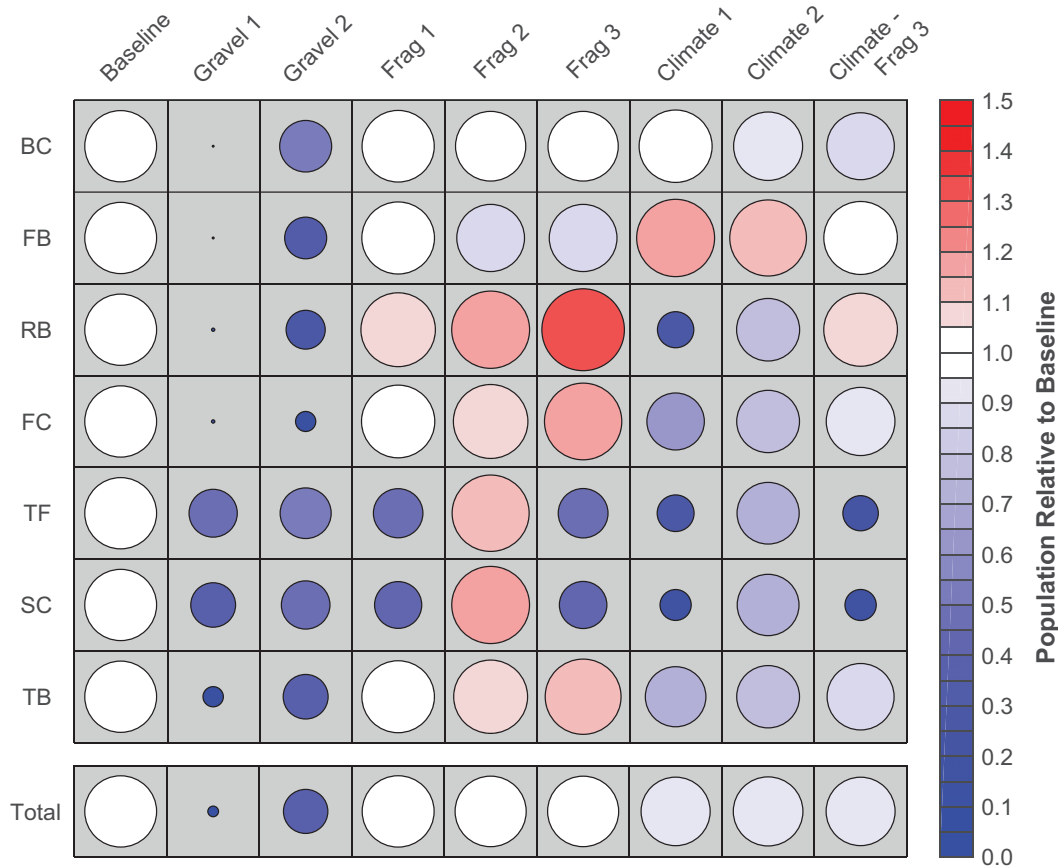 Baseline
Gravel 1
Gravel 2
Frag 1
Frag 2
Frag 3
Climate 1
Climate 2
Climate -
Frag 3
BC
FB
RB
FC
TF
SC
TB
Total
1.5
1.4
1.3
1.2
1.1
1.0
0.9
0.8
0.7
0.6
0.5
0.4
0.3
0.2
0.1
0.0
Population Relative to Baseline